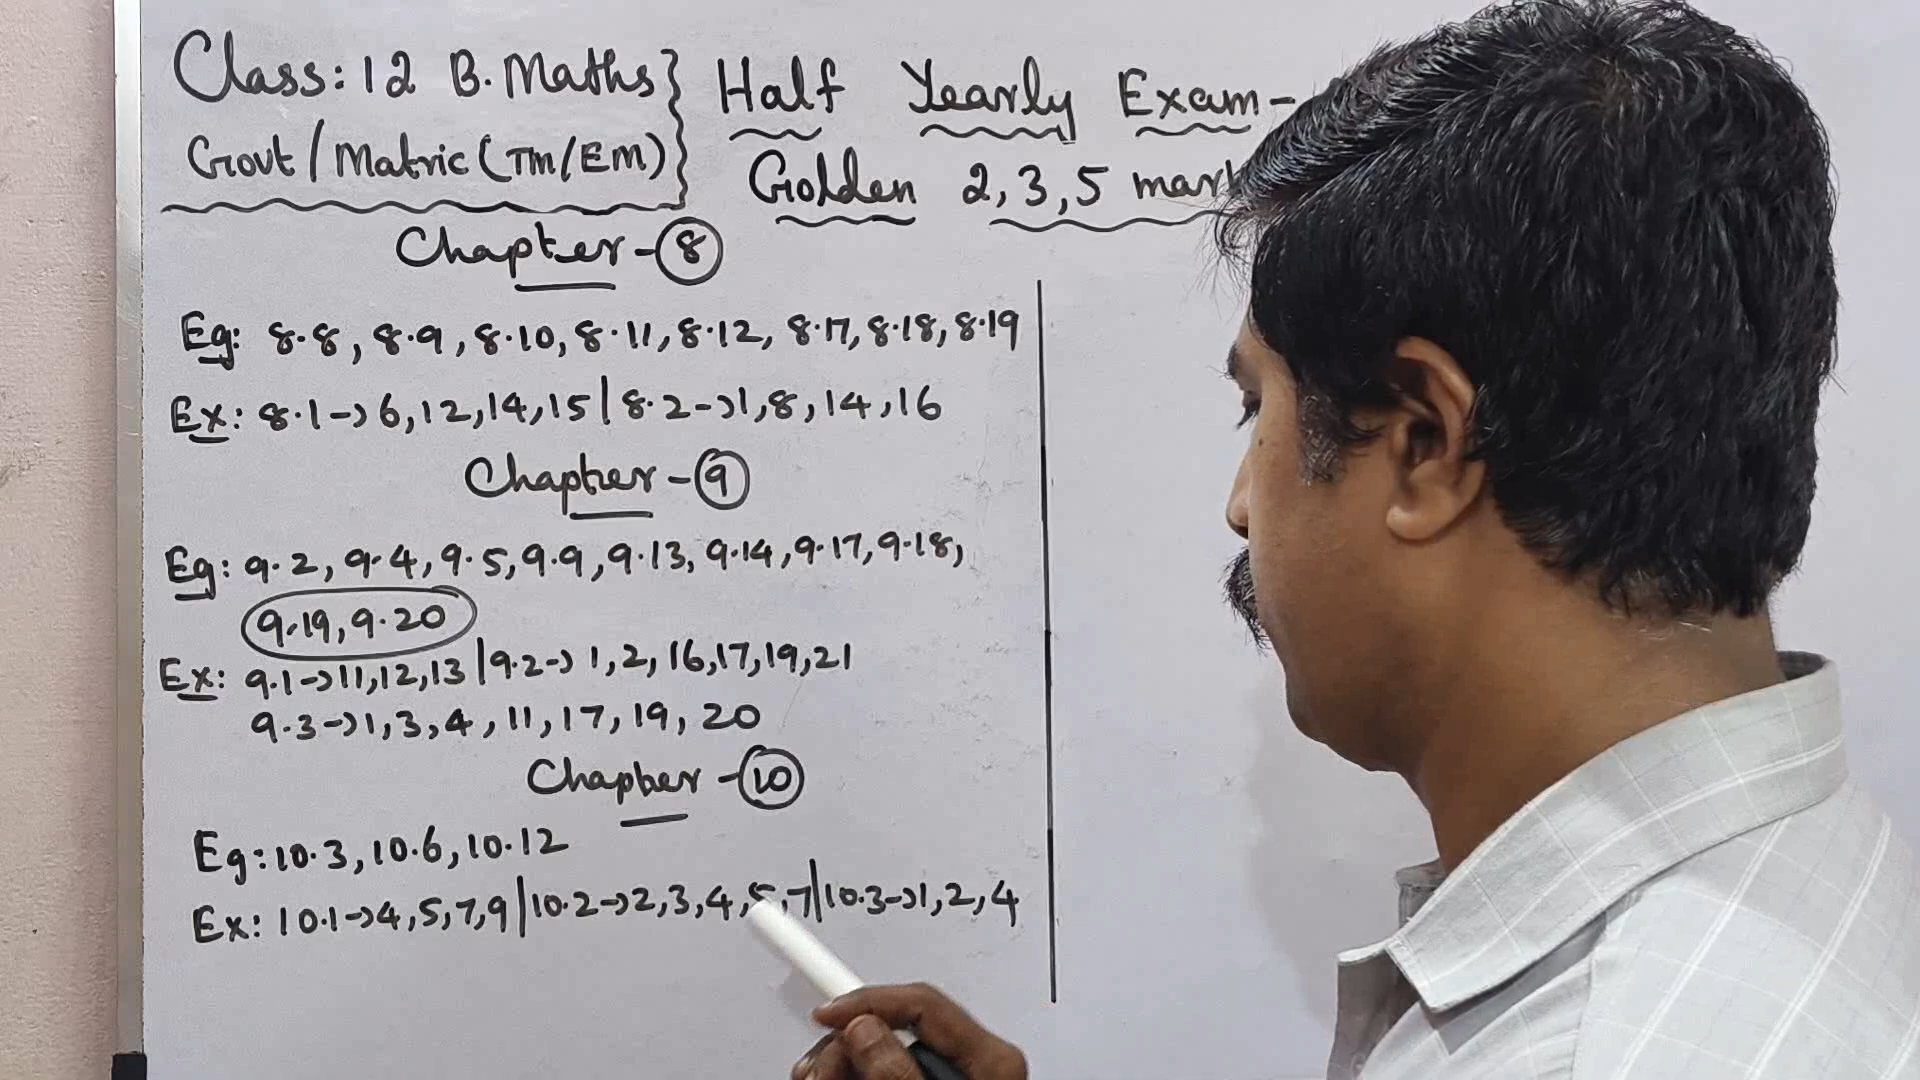 Class: 12 B. Maths } Half Yearly Exam-
Govt / Matric (TM/EM) } Golden 2, 3, 5
Chapter - 8
Eg: 8.8, 8.9, 8.10, 8.11, 8.12, 8.17, 8.18, 8.19
Ex: 8.1→6, 12, 14, 15 | 8.2→1, 8, 14, 16
Chapter - 9
Eg: 9.2, 9.4, 9.5, 9.9, 9.13, 9.14, 9.17, 9.18,
9.19, 9.20
Ex: 9.1→11, 12, 13 | 9.2→ 1, 2, 16, 17, 19, 21
9.3→1, 3, 4, 11, 17, 19, 20
Chapter - 10
Eg: 10.3, 10.6, 10.12
Ex: 10.1→4, 5, 7, 9 | 10.2→2, 3, 4, 5, 7 | 10.3→1, 2, 4